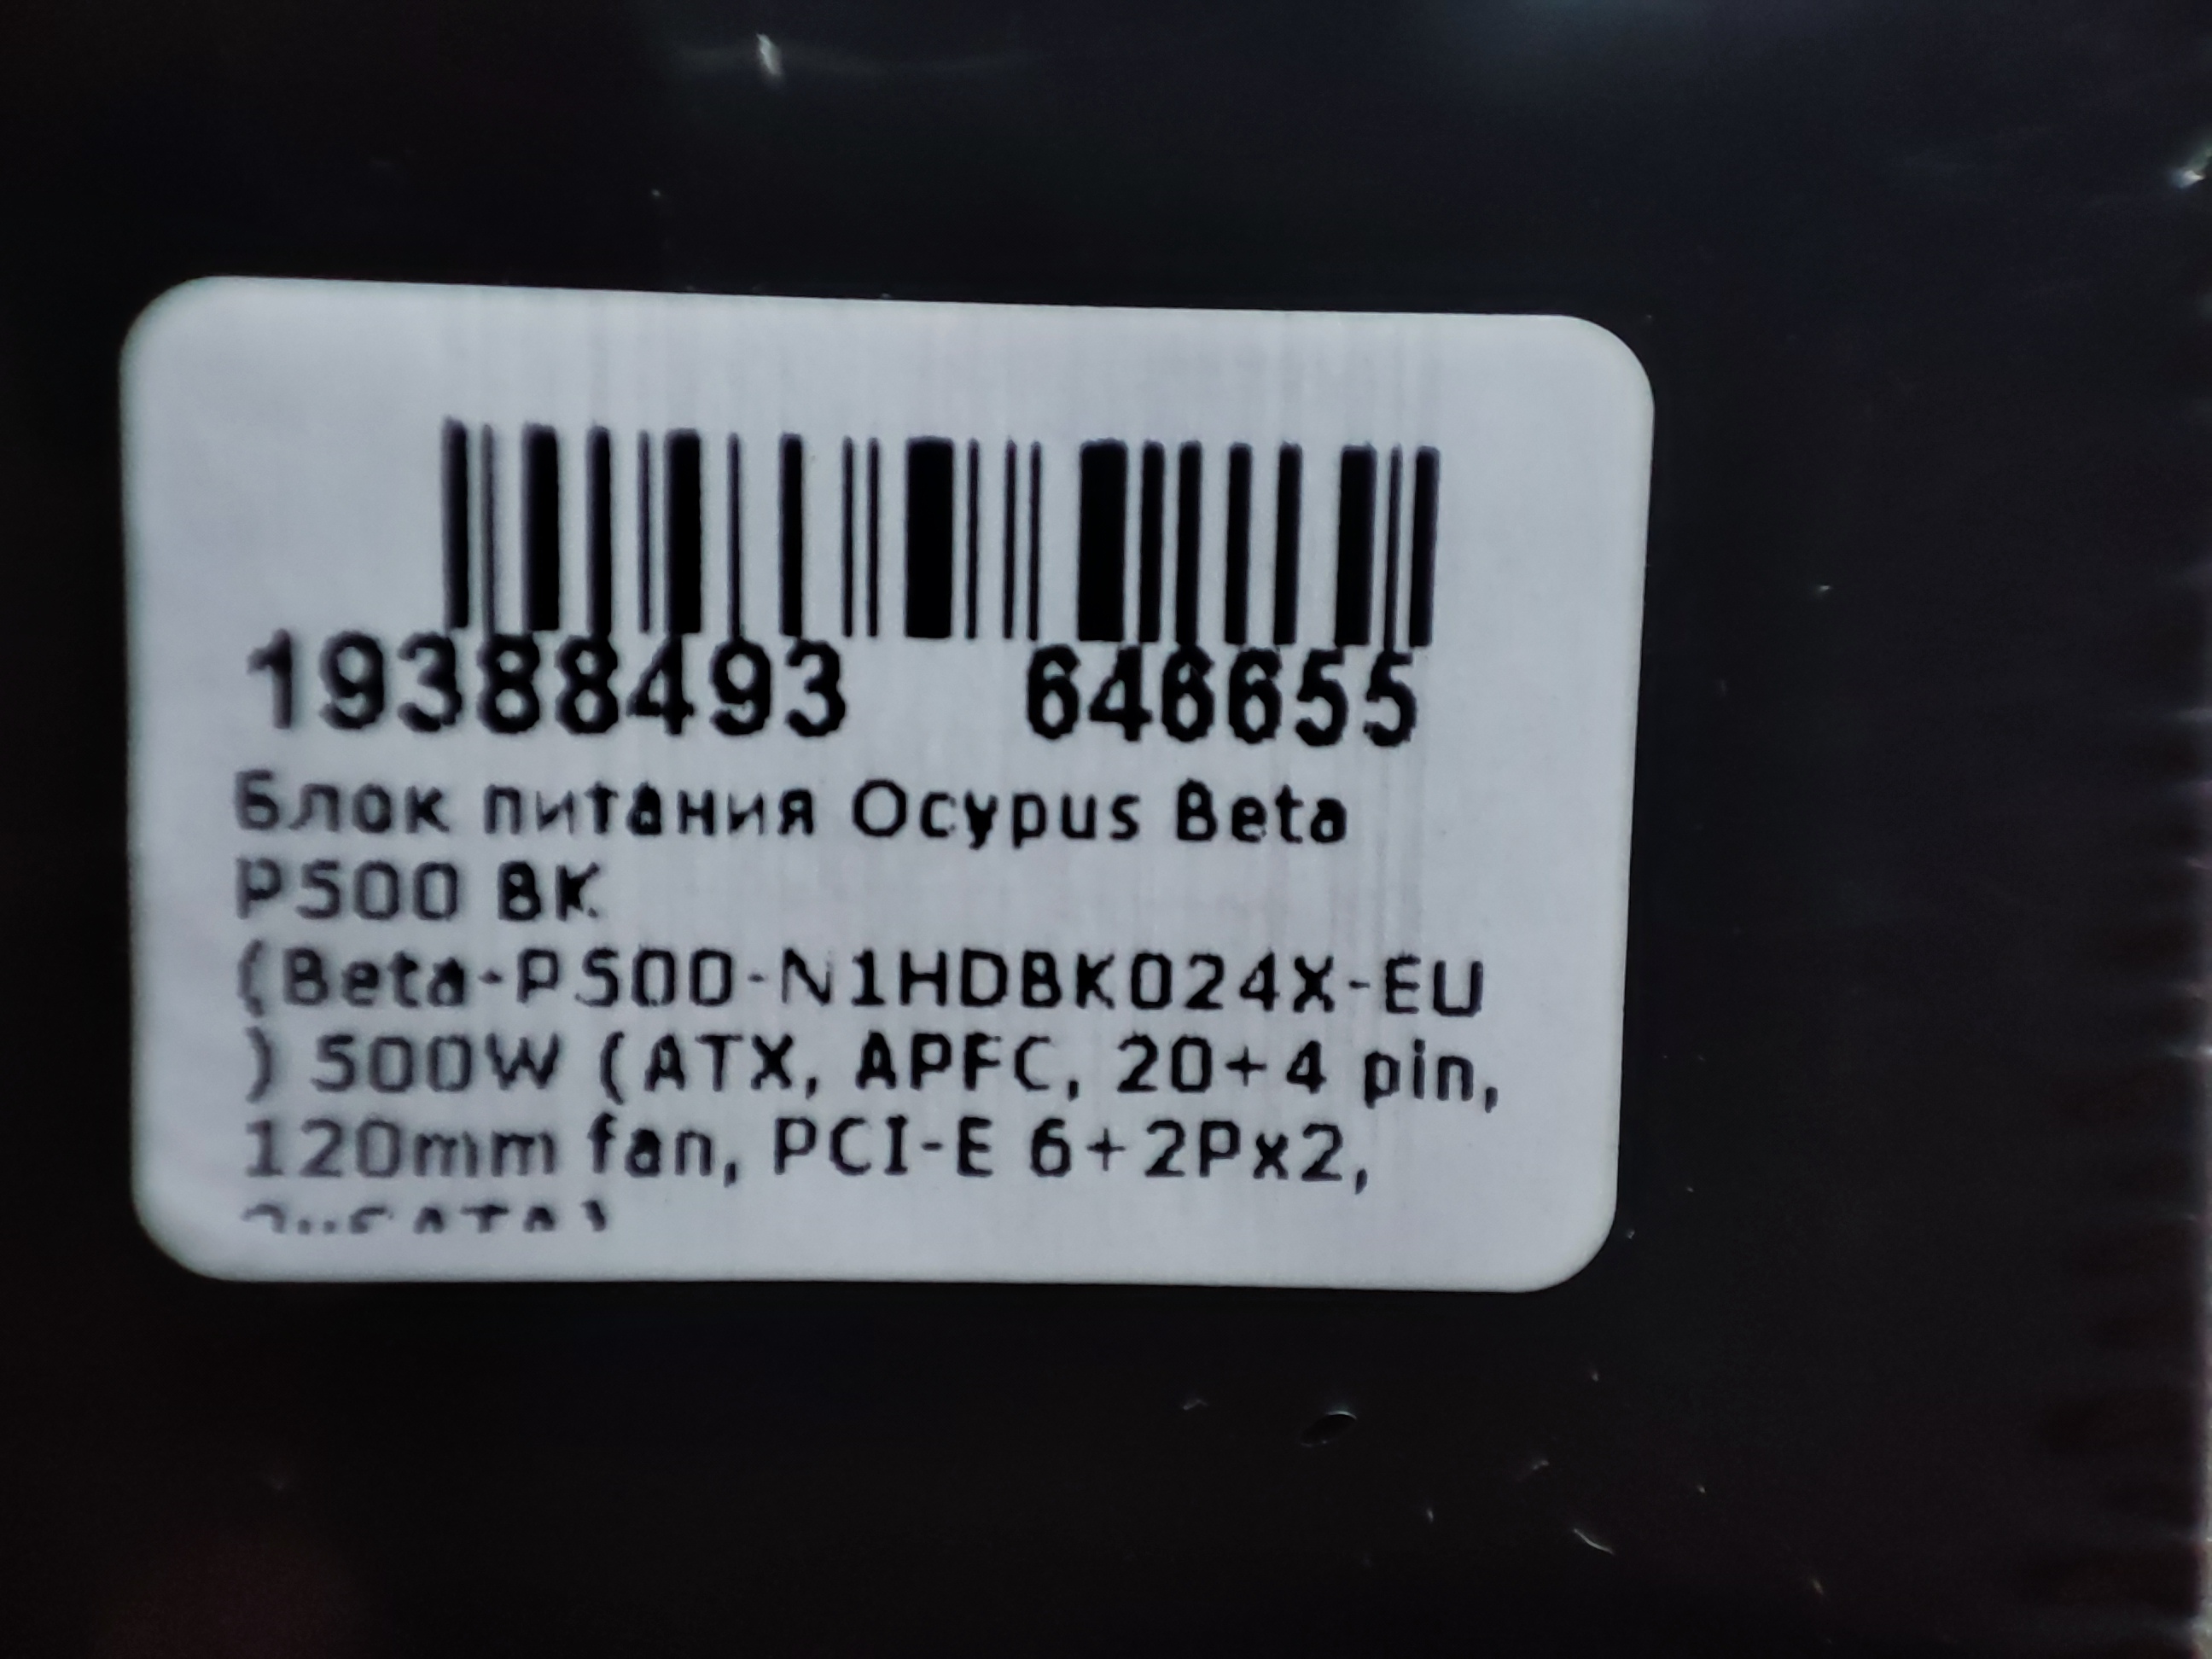 19388493 646655
Блок питания Ocypus Beta
P500 BK
(Beta-P500-N1HDBK024X-EU
) 500W (ATX, APFC, 20+4 pin,
120mm fan, PCI-E 6+2Px2,